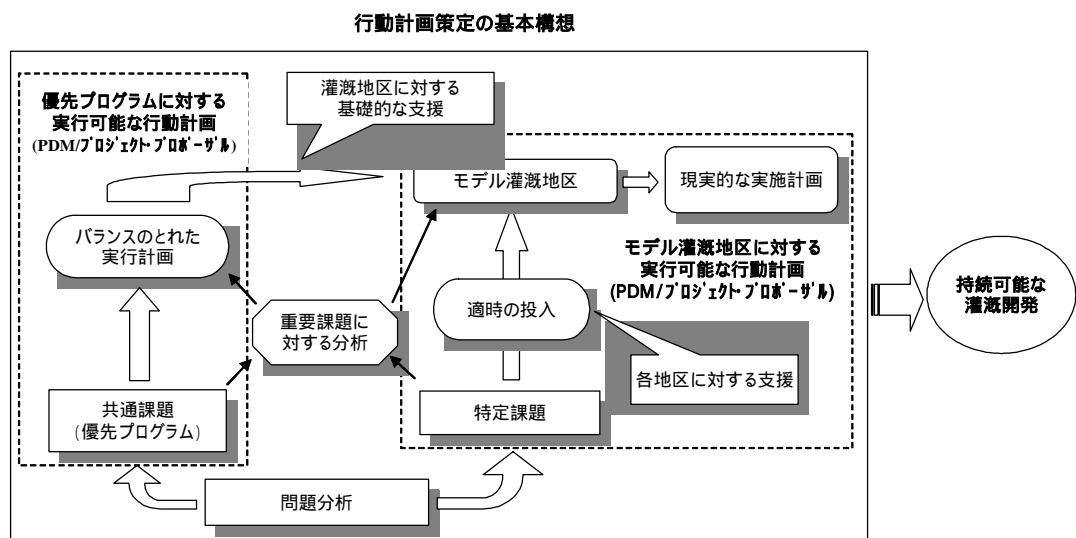 行動計画策定の基本構想
優先プログラムに対する
実行可能な行動計画
(PDM/ﾌﾟﾛｼﾞｪｸﾄ･ﾌﾟﾛﾎﾟｰｻﾞﾙ)
灌漑地区に対する
基礎的な支援
モデル灌漑地区
現実的な実施計画
バランスのとれた
実行計画
モデル灌漑地区に対する
実行可能な行動計画
(PDM/ﾌﾟﾛｼﾞｪｸﾄ･ﾌﾟﾛﾎﾟｰｻﾞﾙ)
適時の投入
重要課題に
対する分析
持続可能な
灌漑開発
各地区に対する支援
共通課題
(優先プログラム)
特定課題
問題分析